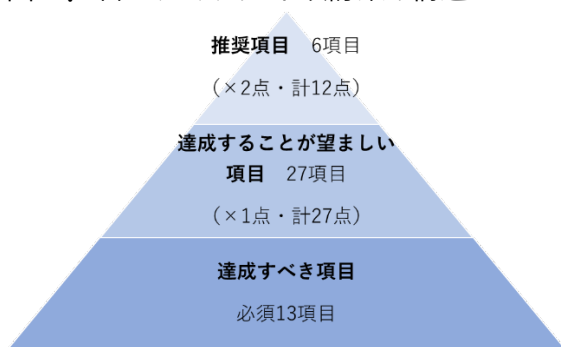 推奨項目　6項目
（×2点・計12点）
達成することが望ましい
項目　27項目
（×1点・計27点）
達成すべき項目
必須13項目